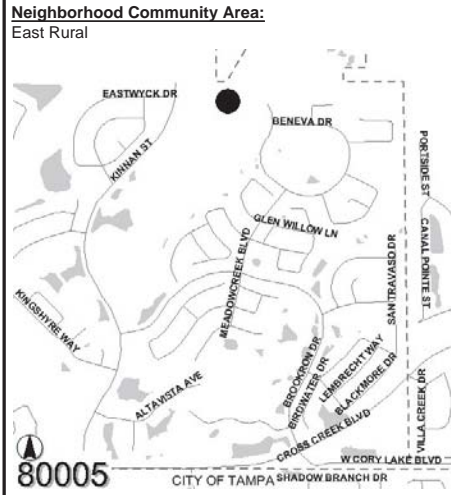 Neighborhood Community Area:
East Rural
EASTWYCK DR
BENEVA DR
KINNAN ST
PORTSIDE ST
GLEN WILLOW LN
CANAL POINTE ST
MEADOWCREEK BLVD
SAN TRAVASO DR
KINGSHYRE WAY
BROOKRON DR
BIRDWATER DR
LEMBRECHT WAY
BLACKMORE DR
ALTAVISTA AVE
VILLA CREEK DR
CROSS CREEK BLVD
W CORY LAKE BLVD
80005
CITY OF TAMPA
SHADOW BRANCH DR